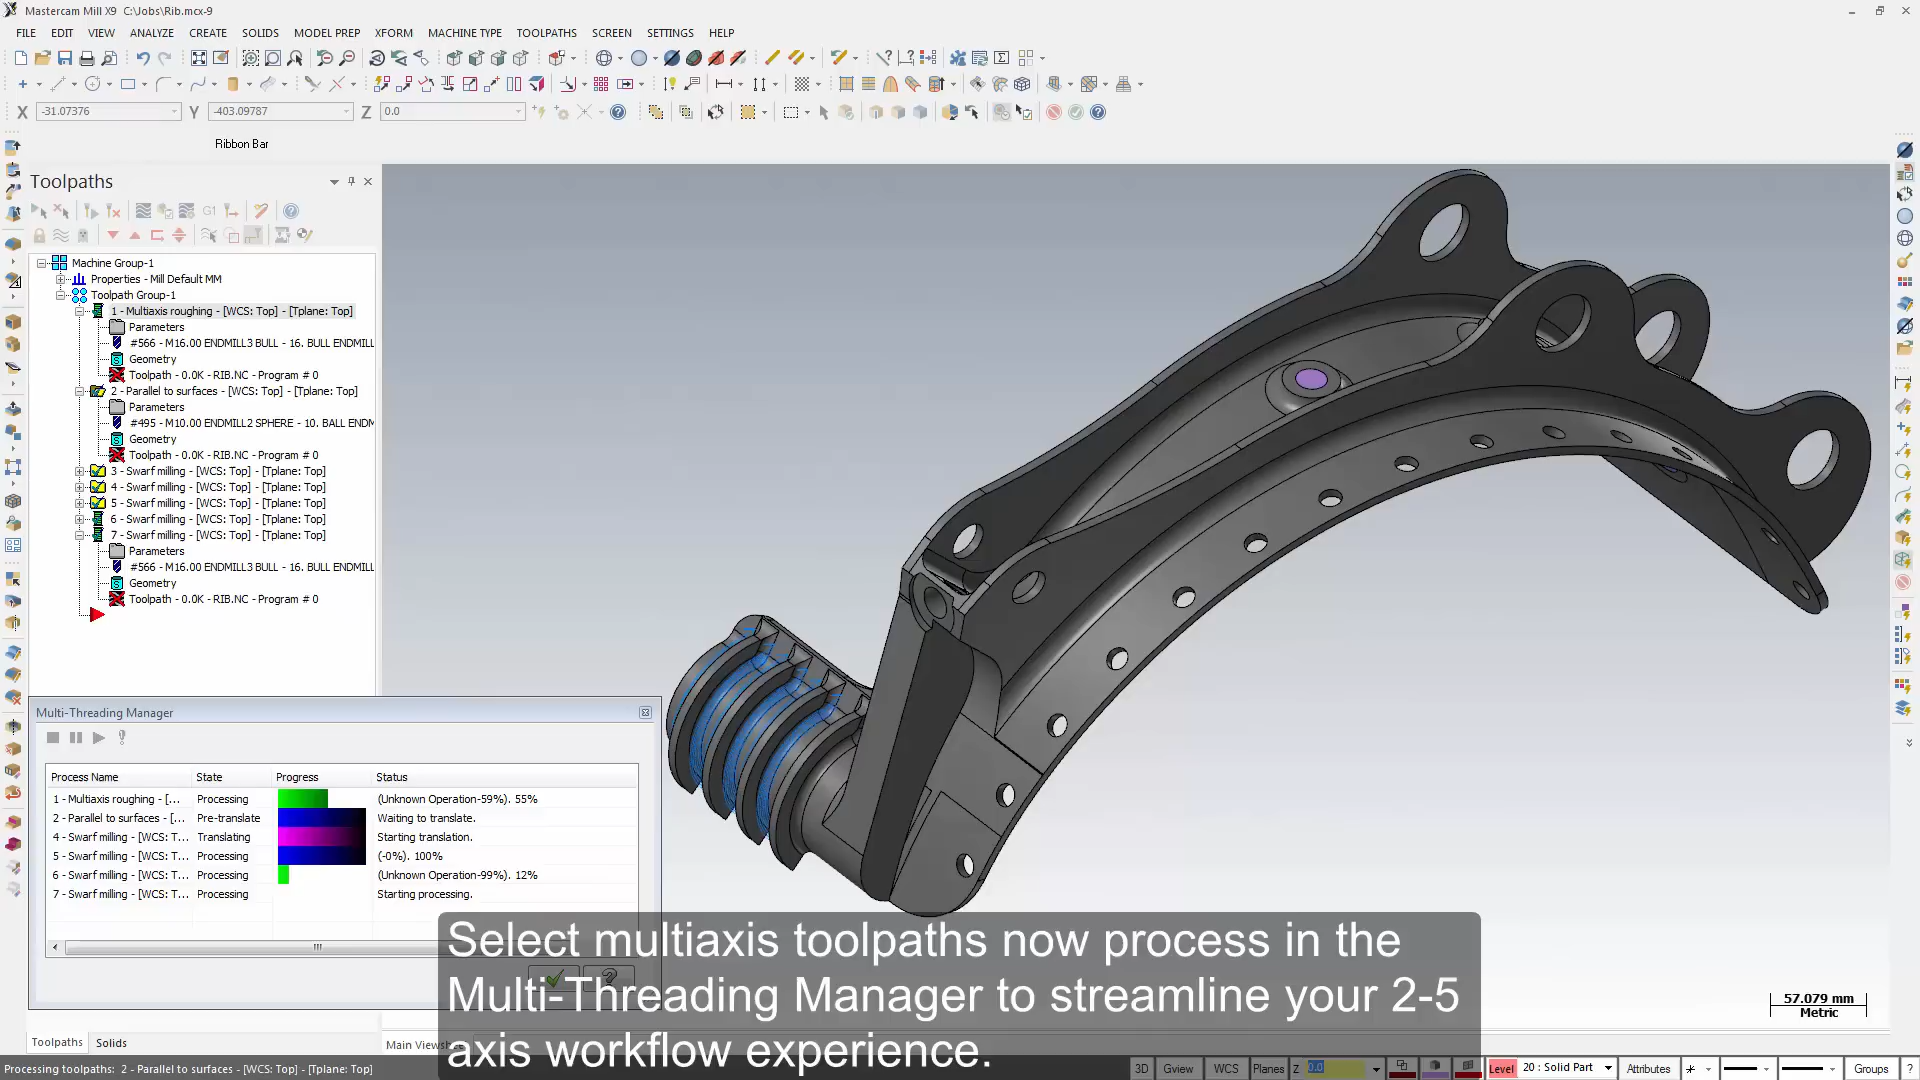 Mastercam Mill X9  C:\Jobs\Rib.mcx-9
FILE EDIT VIEW ANALYZE CREATE SOLIDS MODEL PREP XFORM MACHINE TYPE TOOLPATHS SCREEN SETTINGS HELP
X -31.07376 Y -403.09787 Z 0.0
Ribbon Bar
Toolpaths
G1
Machine Group-1
Properties - Mill Default MM
Toolpath Group-1
1 - Multiaxis roughing - [WCS: Top] - [Tplane: Top]
Parameters
#566 - M16.00 ENDMILL3 BULL - 16. BULL ENDMILL
Geometry
Toolpath - 0.0K - RIB.NC - Program # 0
2 - Parallel to surfaces - [WCS: Top] - [Tplane: Top]
Parameters
#495 - M10.00 ENDMILL2 SPHERE - 10. BALL ENDM
Geometry
Toolpath - 0.0K - RIB.NC - Program # 0
3 - Swarf milling - [WCS: Top] - [Tplane: Top]
4 - Swarf milling - [WCS: Top] - [Tplane: Top]
5 - Swarf milling - [WCS: Top] - [Tplane: Top]
6 - Swarf milling - [WCS: Top] - [Tplane: Top]
7 - Swarf milling - [WCS: Top] - [Tplane: Top]
Parameters
#566 - M16.00 ENDMILL3 BULL - 16. BULL ENDMILL
Geometry
Toolpath - 0.0K - RIB.NC - Program # 0
Multi-Threading Manager
Process Name State Progress Status
1 - Multiaxis roughing - [... Processing (Unknown Operation-59%). 55%
2 - Parallel to surfaces - [... Pre-translate Waiting to translate.
4 - Swarf milling - [WCS: T... Translating Starting translation.
5 - Swarf milling - [WCS: T... Processing (-0%). 100%
6 - Swarf milling - [WCS: T... Processing (Unknown Operation-99%). 12%
7 - Swarf milling - [WCS: T... Processing Starting processing.
Select multiaxis toolpaths now process in the
Multi-Threading Manager to streamline your 2-5
axis workflow experience.
57.079 mm
Metric
Toolpaths Solids
Main Viewsheet
Processing toolpaths:  2 - Parallel to surfaces - [WCS: Top] - [Tplane: Top]
3D Gview WCS Planes Z 0.0 Level 20 : Solid Part Attributes Groups ?